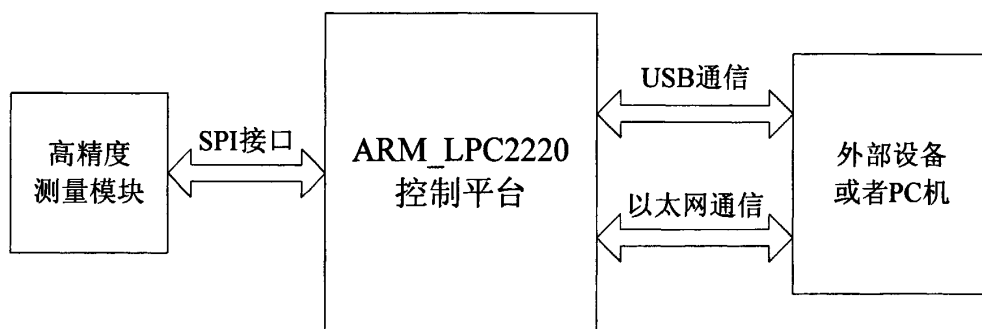 高精度
测量模块
SPI接口
ARM_LPC2220
控制平台
USB通信
以太网通信
外部设备
或者PC机